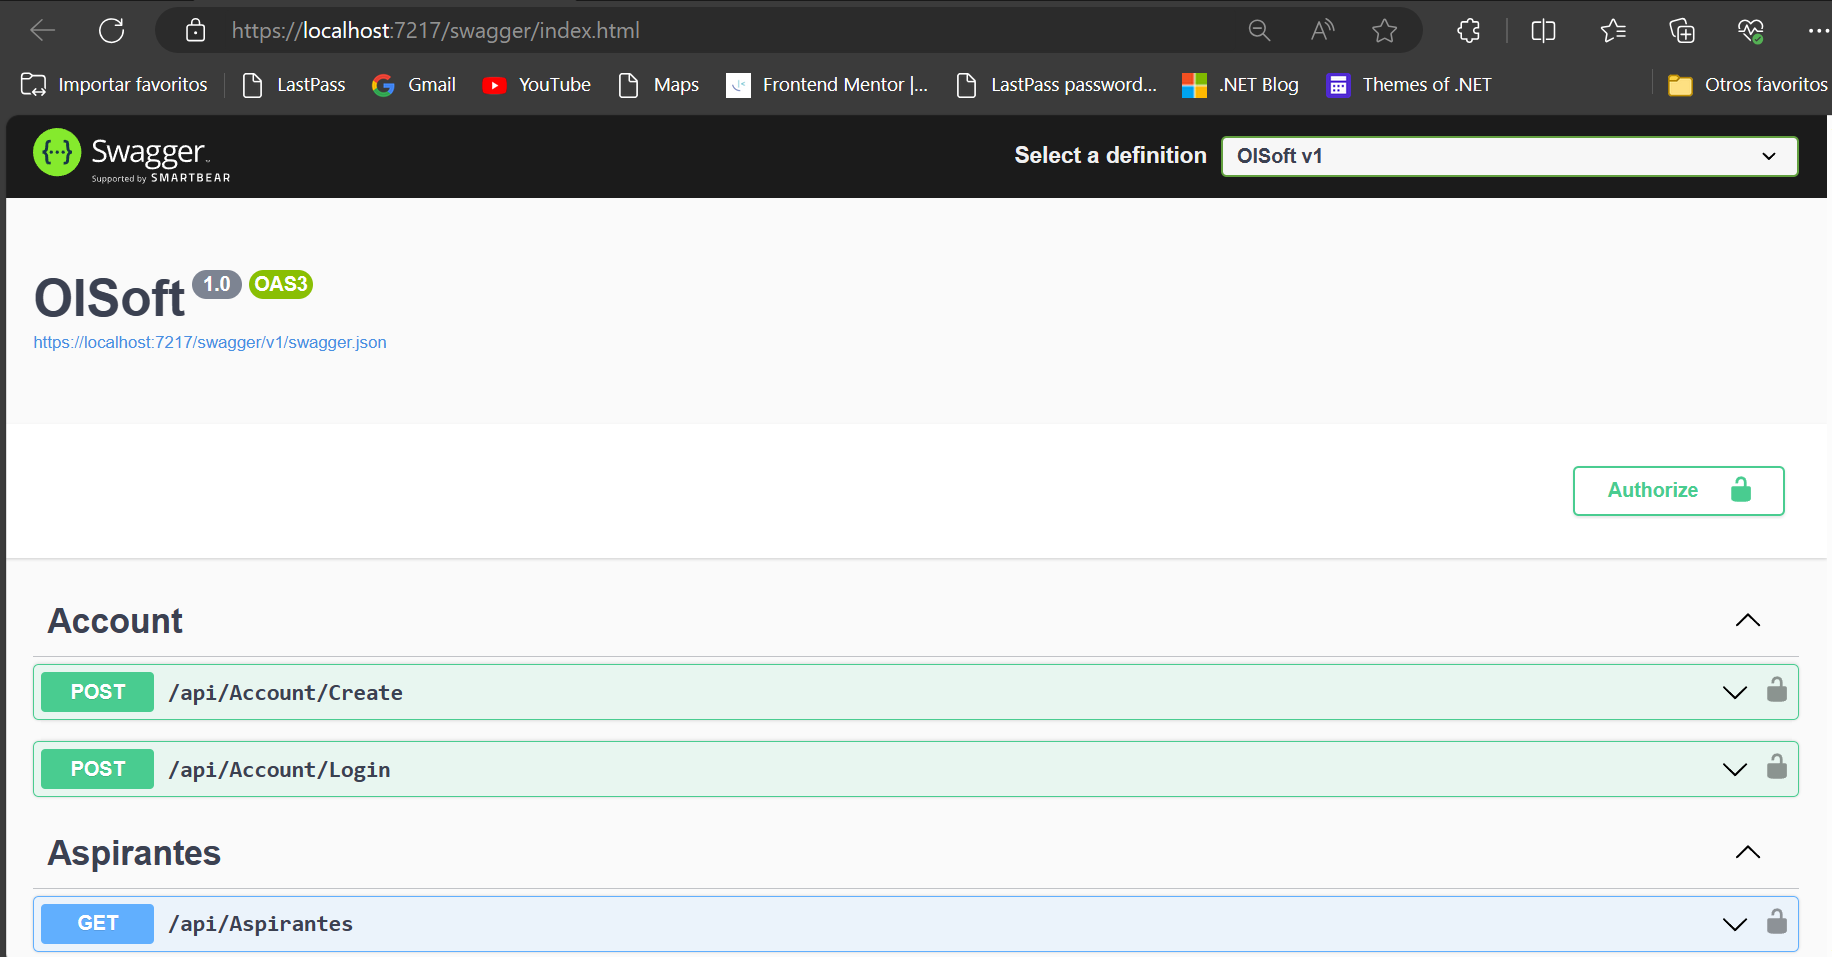 https://localhost:7217/swagger/index.html
Importar favoritos LastPass Gmail YouTube Maps Frontend Mentor |... LastPass password... .NET Blog Themes of .NET Otros favoritos
Swagger
Supported by SMARTBEAR
Select a definition OISoft v1
OISoft 1.0 OAS3
https://localhost:7217/swagger/v1/swagger.json
Authorize
Account
POST /api/Account/Create
POST /api/Account/Login
Aspirantes
GET /api/Aspirantes